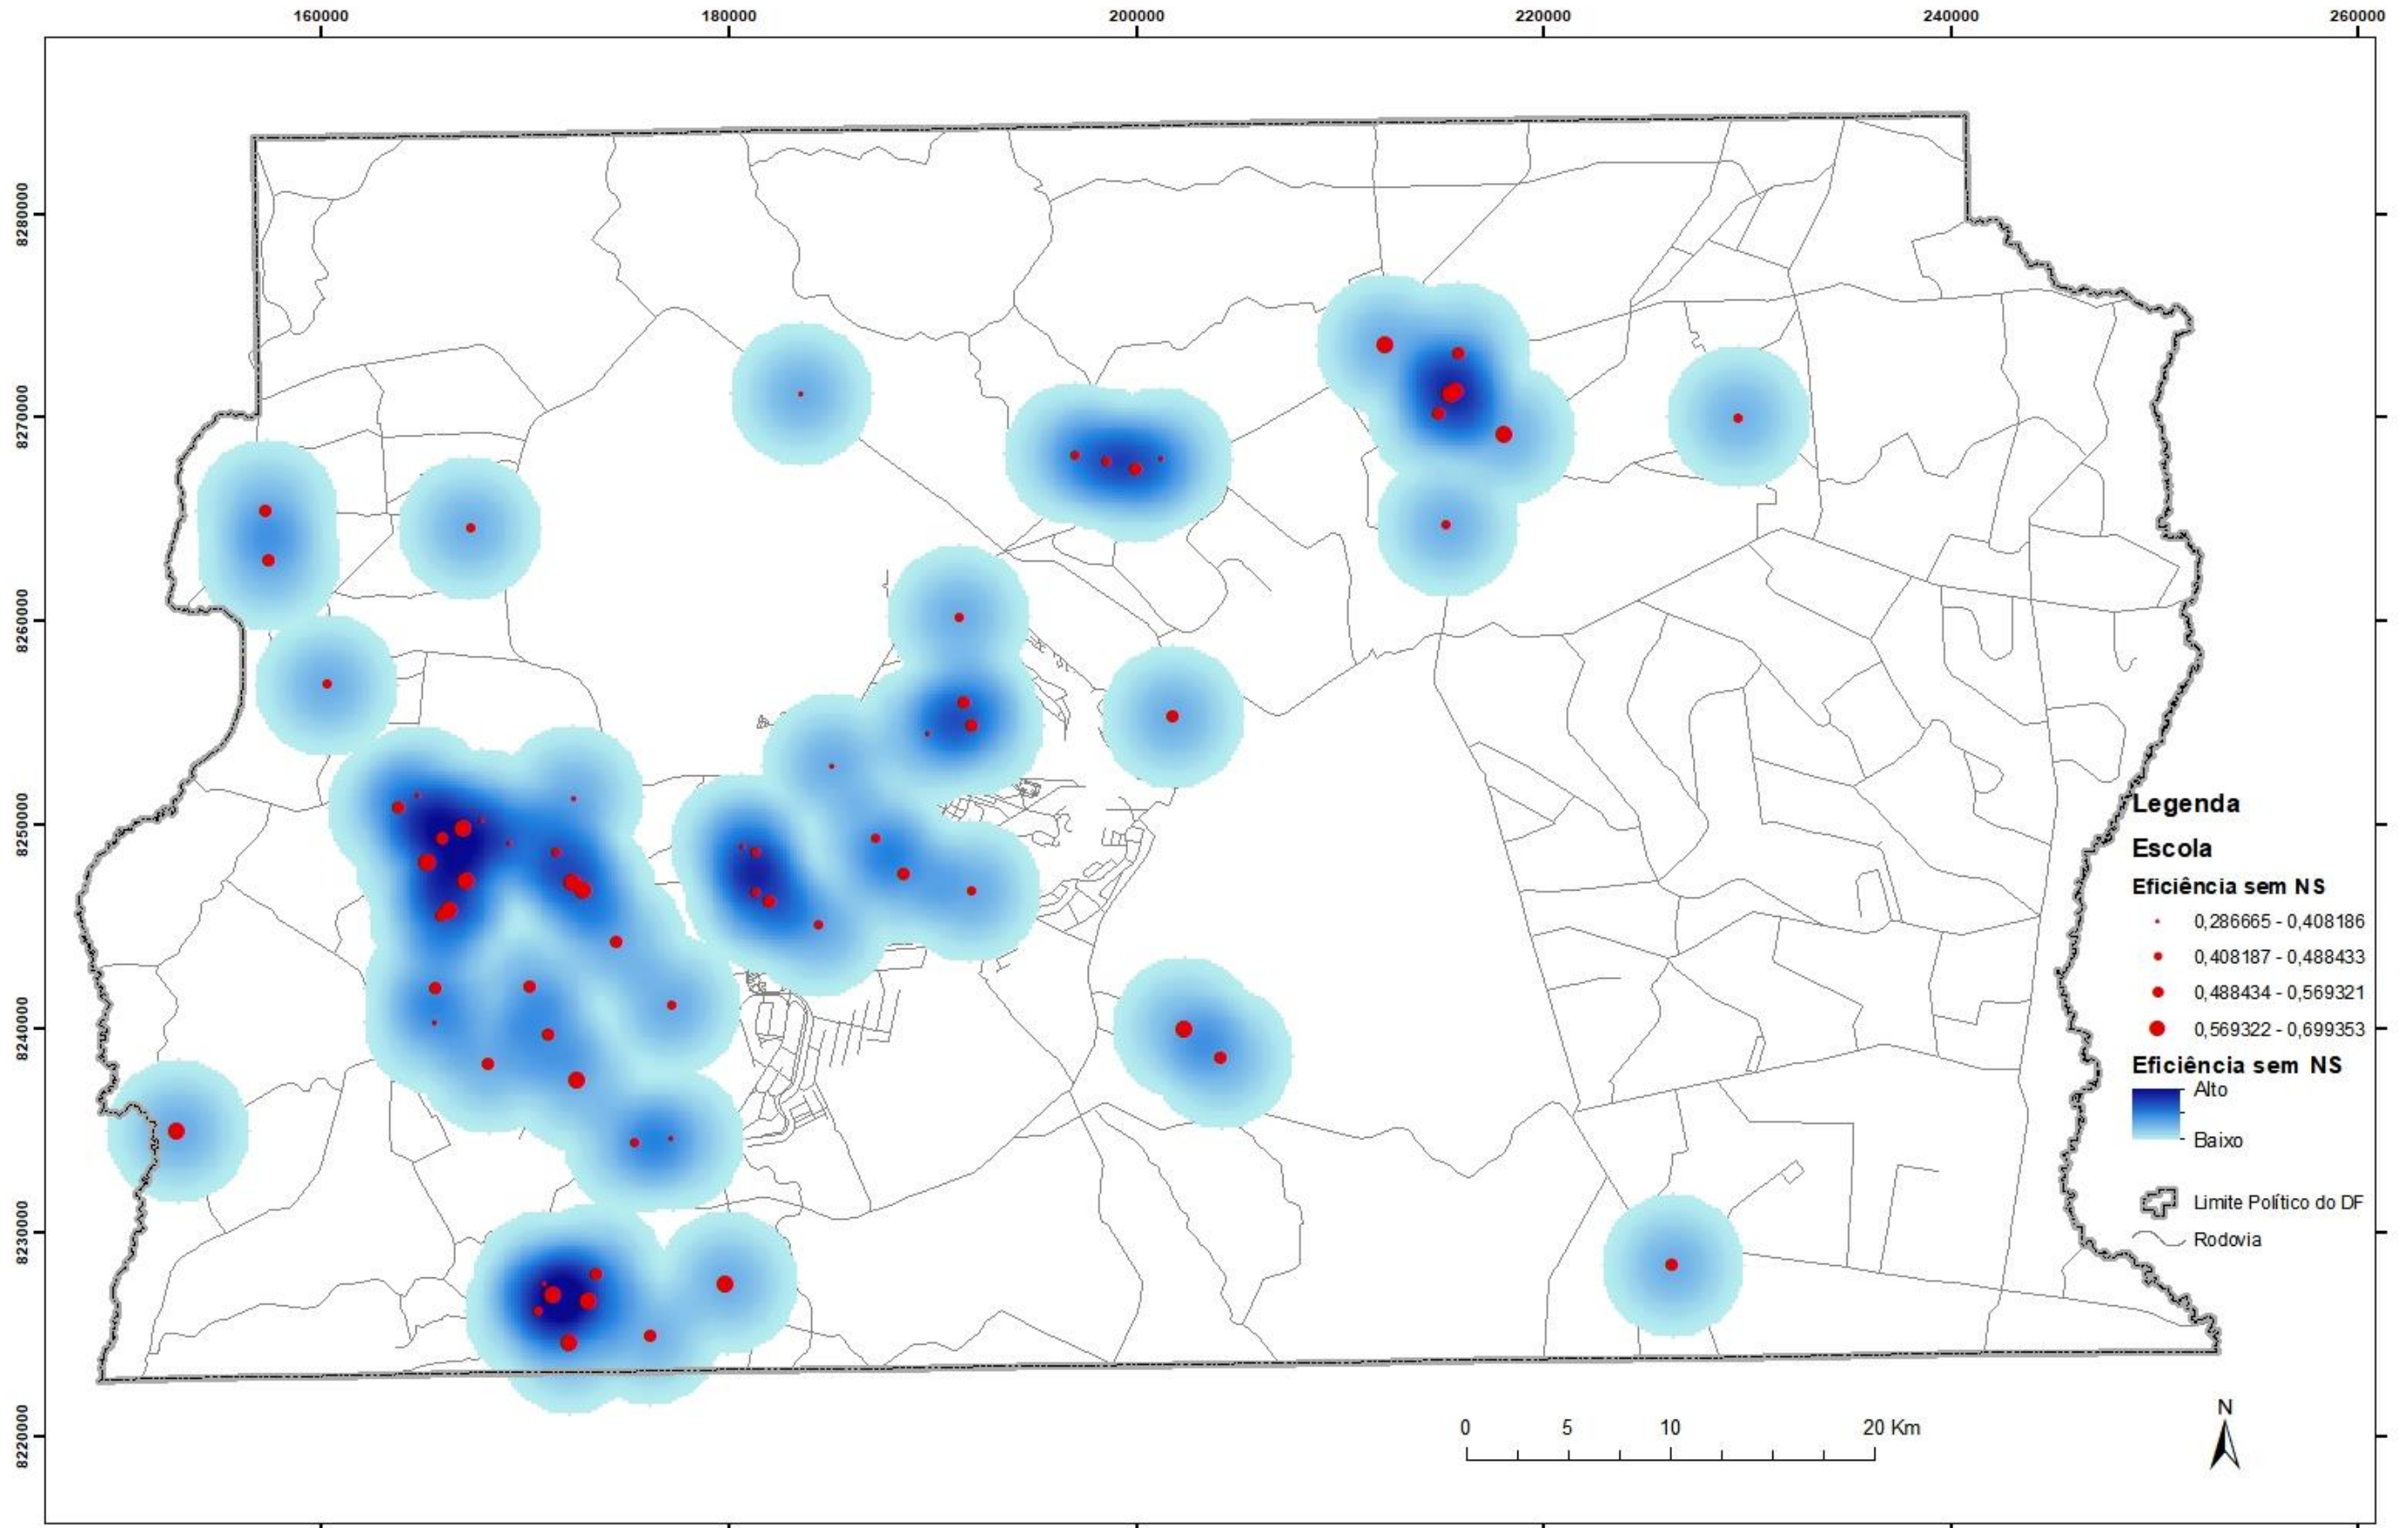 160000
180000
200000
220000
240000
260000
8280000
8270000
8260000
8250000
8240000
8230000
8220000
Legenda
Escola
Eficiência sem NS
0,286665 - 0,408186
0,408187 - 0,488433
0,488434 - 0,569321
0,569322 - 0,699353
Eficiência sem NS
Alto
Baixo
Limite Político do DF
Rodovia
N
0 5 10 20 Km